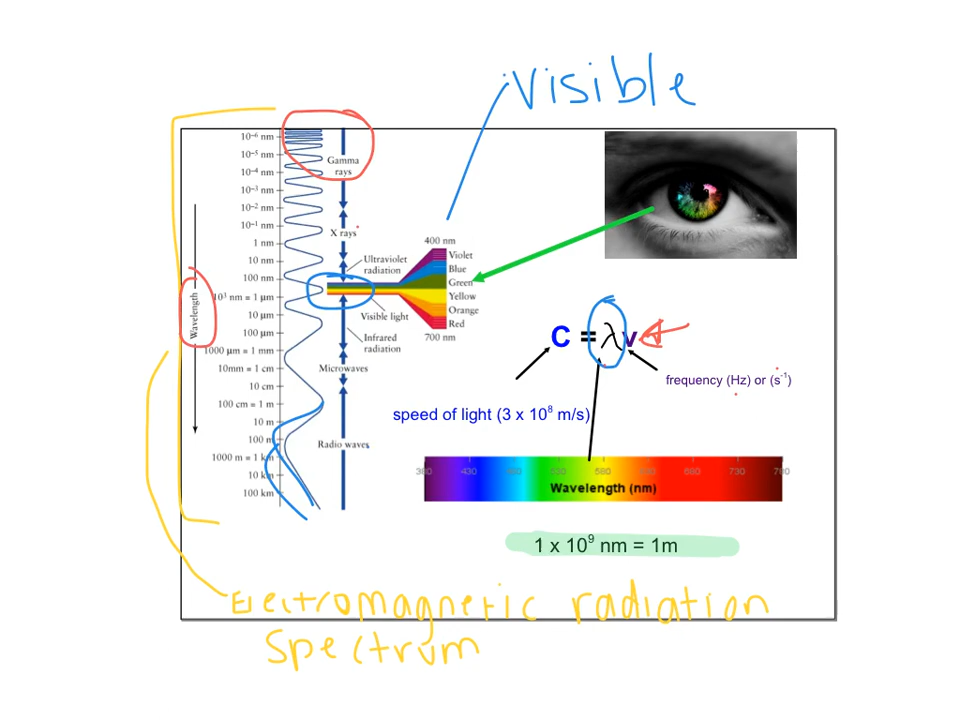 visible
10⁻⁶ nm
10⁻⁵ nm
10⁻⁴ nm
10⁻³ nm
10⁻² nm
10⁻¹ nm
1 nm
10 nm
100 nm
10³ nm = 1 μm
10 μm
100 μm
1000 μm = 1 mm
10mm = 1 cm
10 cm
100 cm = 1 m
10 m
100 m
1000 m = 1 km
10 km
100 km
Wavelength
Gamma
rays
X rays
Ultraviolet
radiation
Visible light
Infrared
radiation
Microwaves
Radio waves
400 nm
Violet
Blue
Green
Yellow
Orange
Red
700 nm
C = λv
frequency (Hz) or (s⁻¹)
speed of light (3 x 10⁸ m/s)
380 430 480 530 580 630 680 730 780
Wavelength (nm)
1 x 10⁹ nm = 1m
Electromagnetic radiation
Spectrum